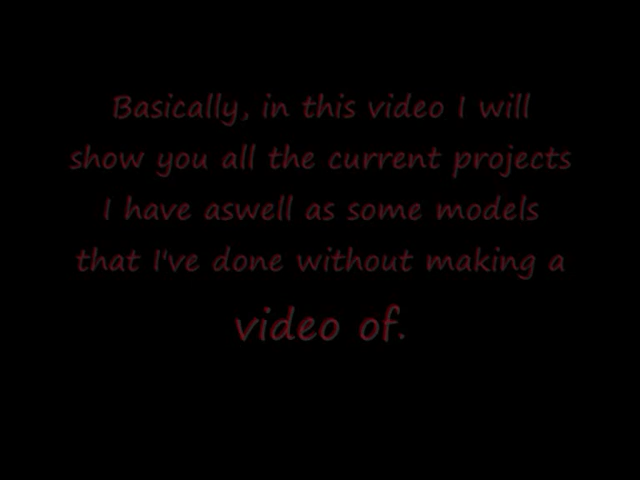 Basically, in this video I will
show you all the current projects
I have aswell as some models
that I've done without making a
video of.